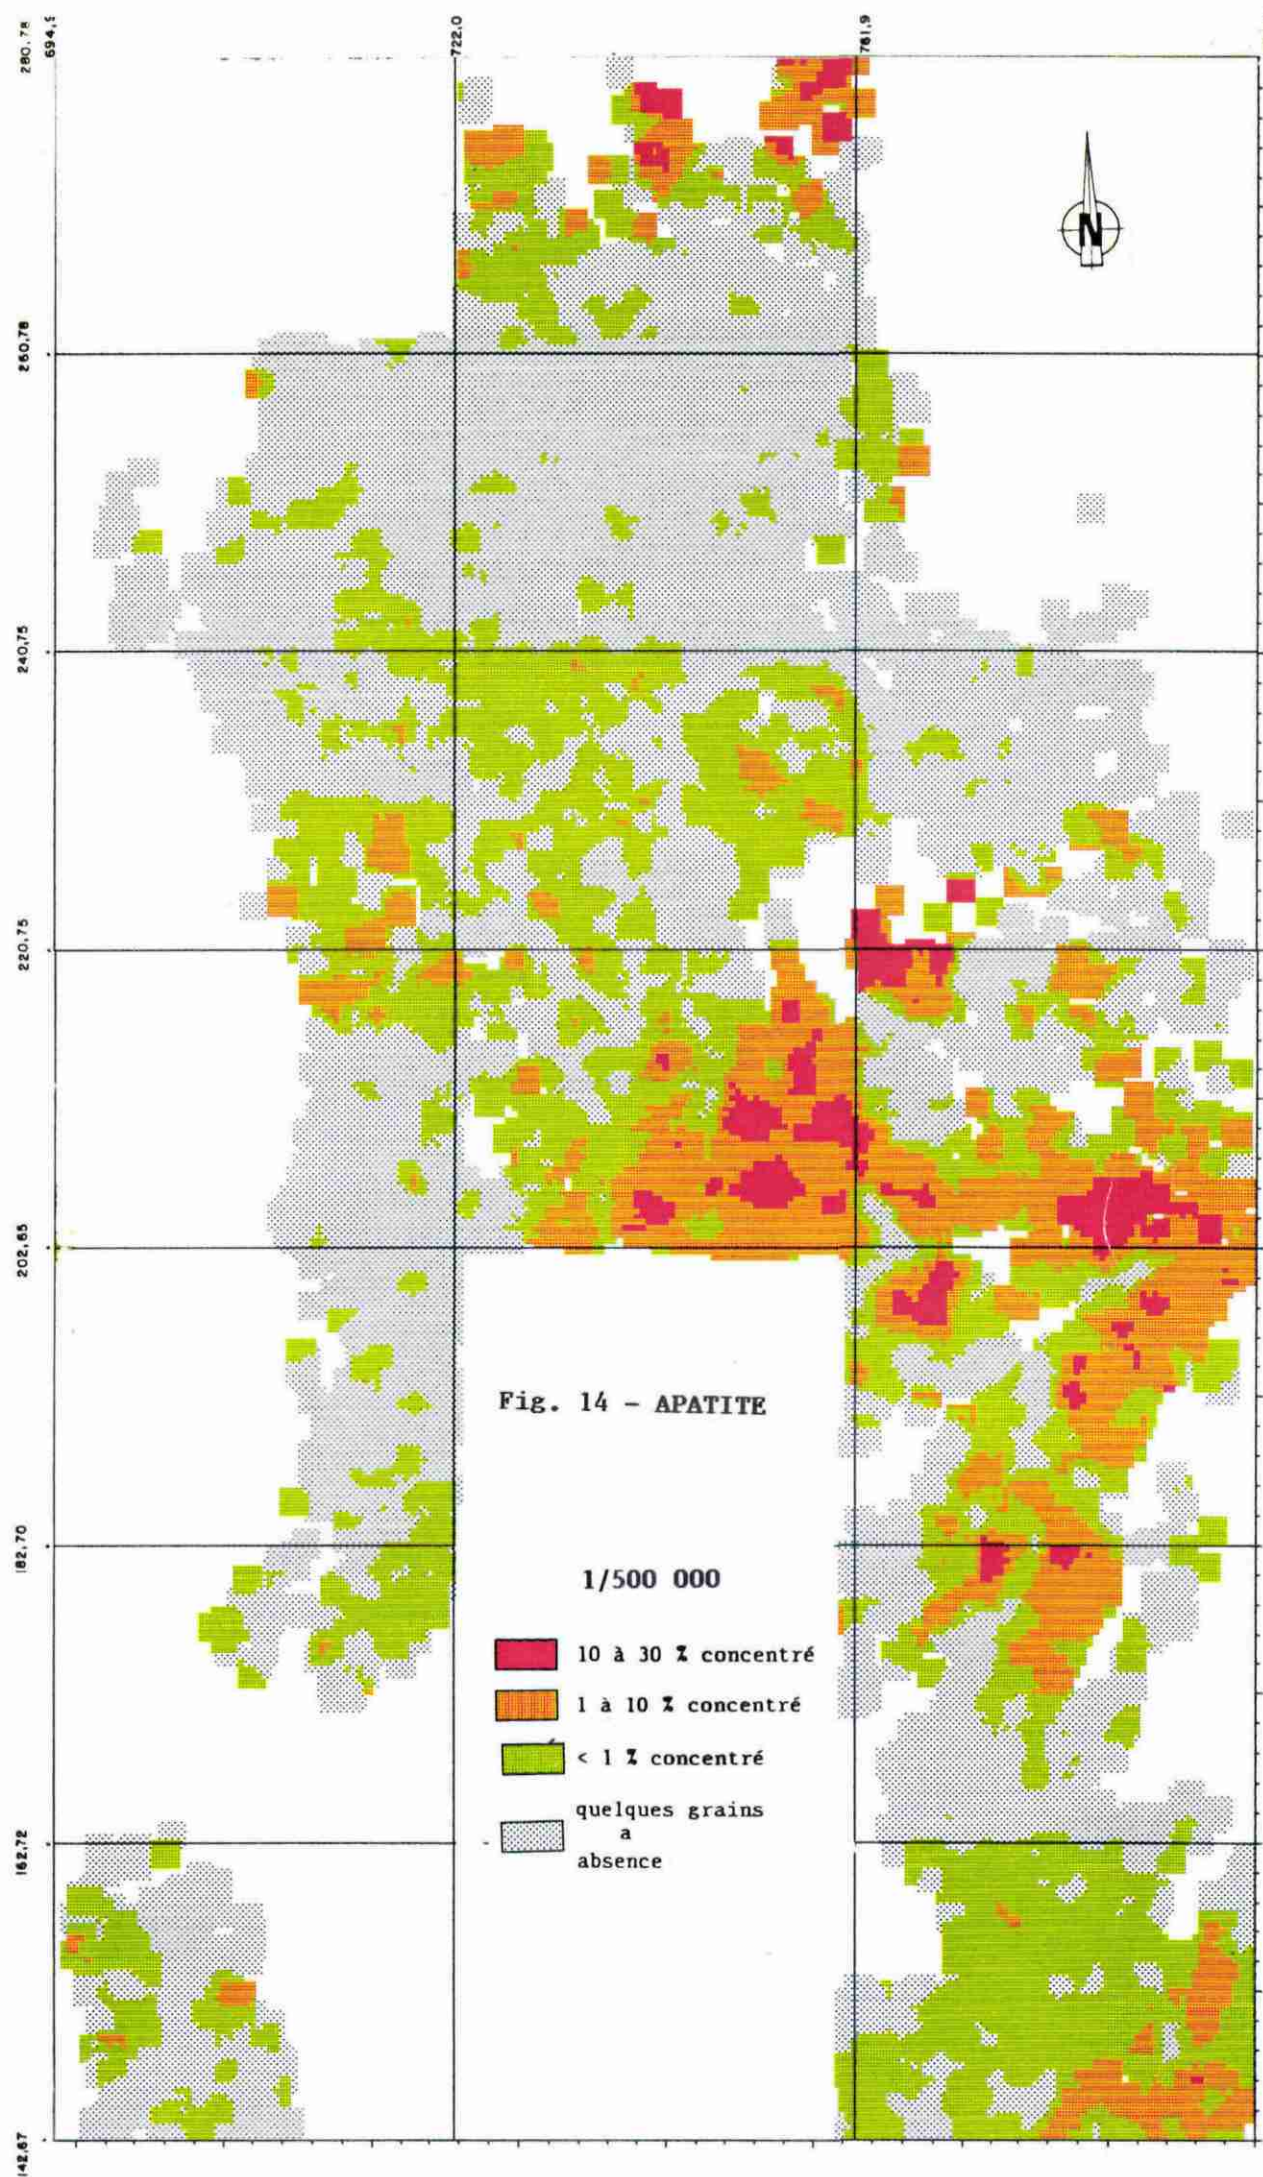 280,78
694,9
722,0
761,9
N
260,78
240,75
220,75
202,65
Fig. 14 - APATITE
182,70
1/500 000
10 à 30 % concentré
1 à 10 % concentré
< 1 % concentré
quelques grains
a
absence
162,72
142,67